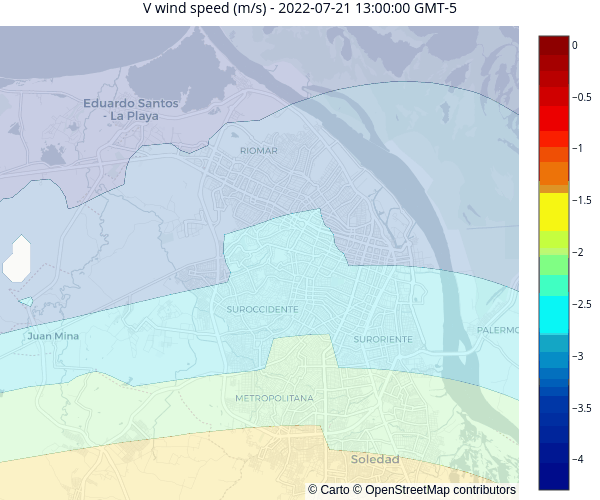 V wind speed (m/s) - 2022-07-21 13:00:00 GMT-5
Eduardo Santos
- La Playa
RIOMAR
SUROCCIDENTE
Juan Mina
SURORIENTE
PALERMO
METROPOLITANA
Soledad
© Carto © OpenStreetMap contributors
0
−0.5
−1
−1.5
−2
−2.5
−3
−3.5
−4